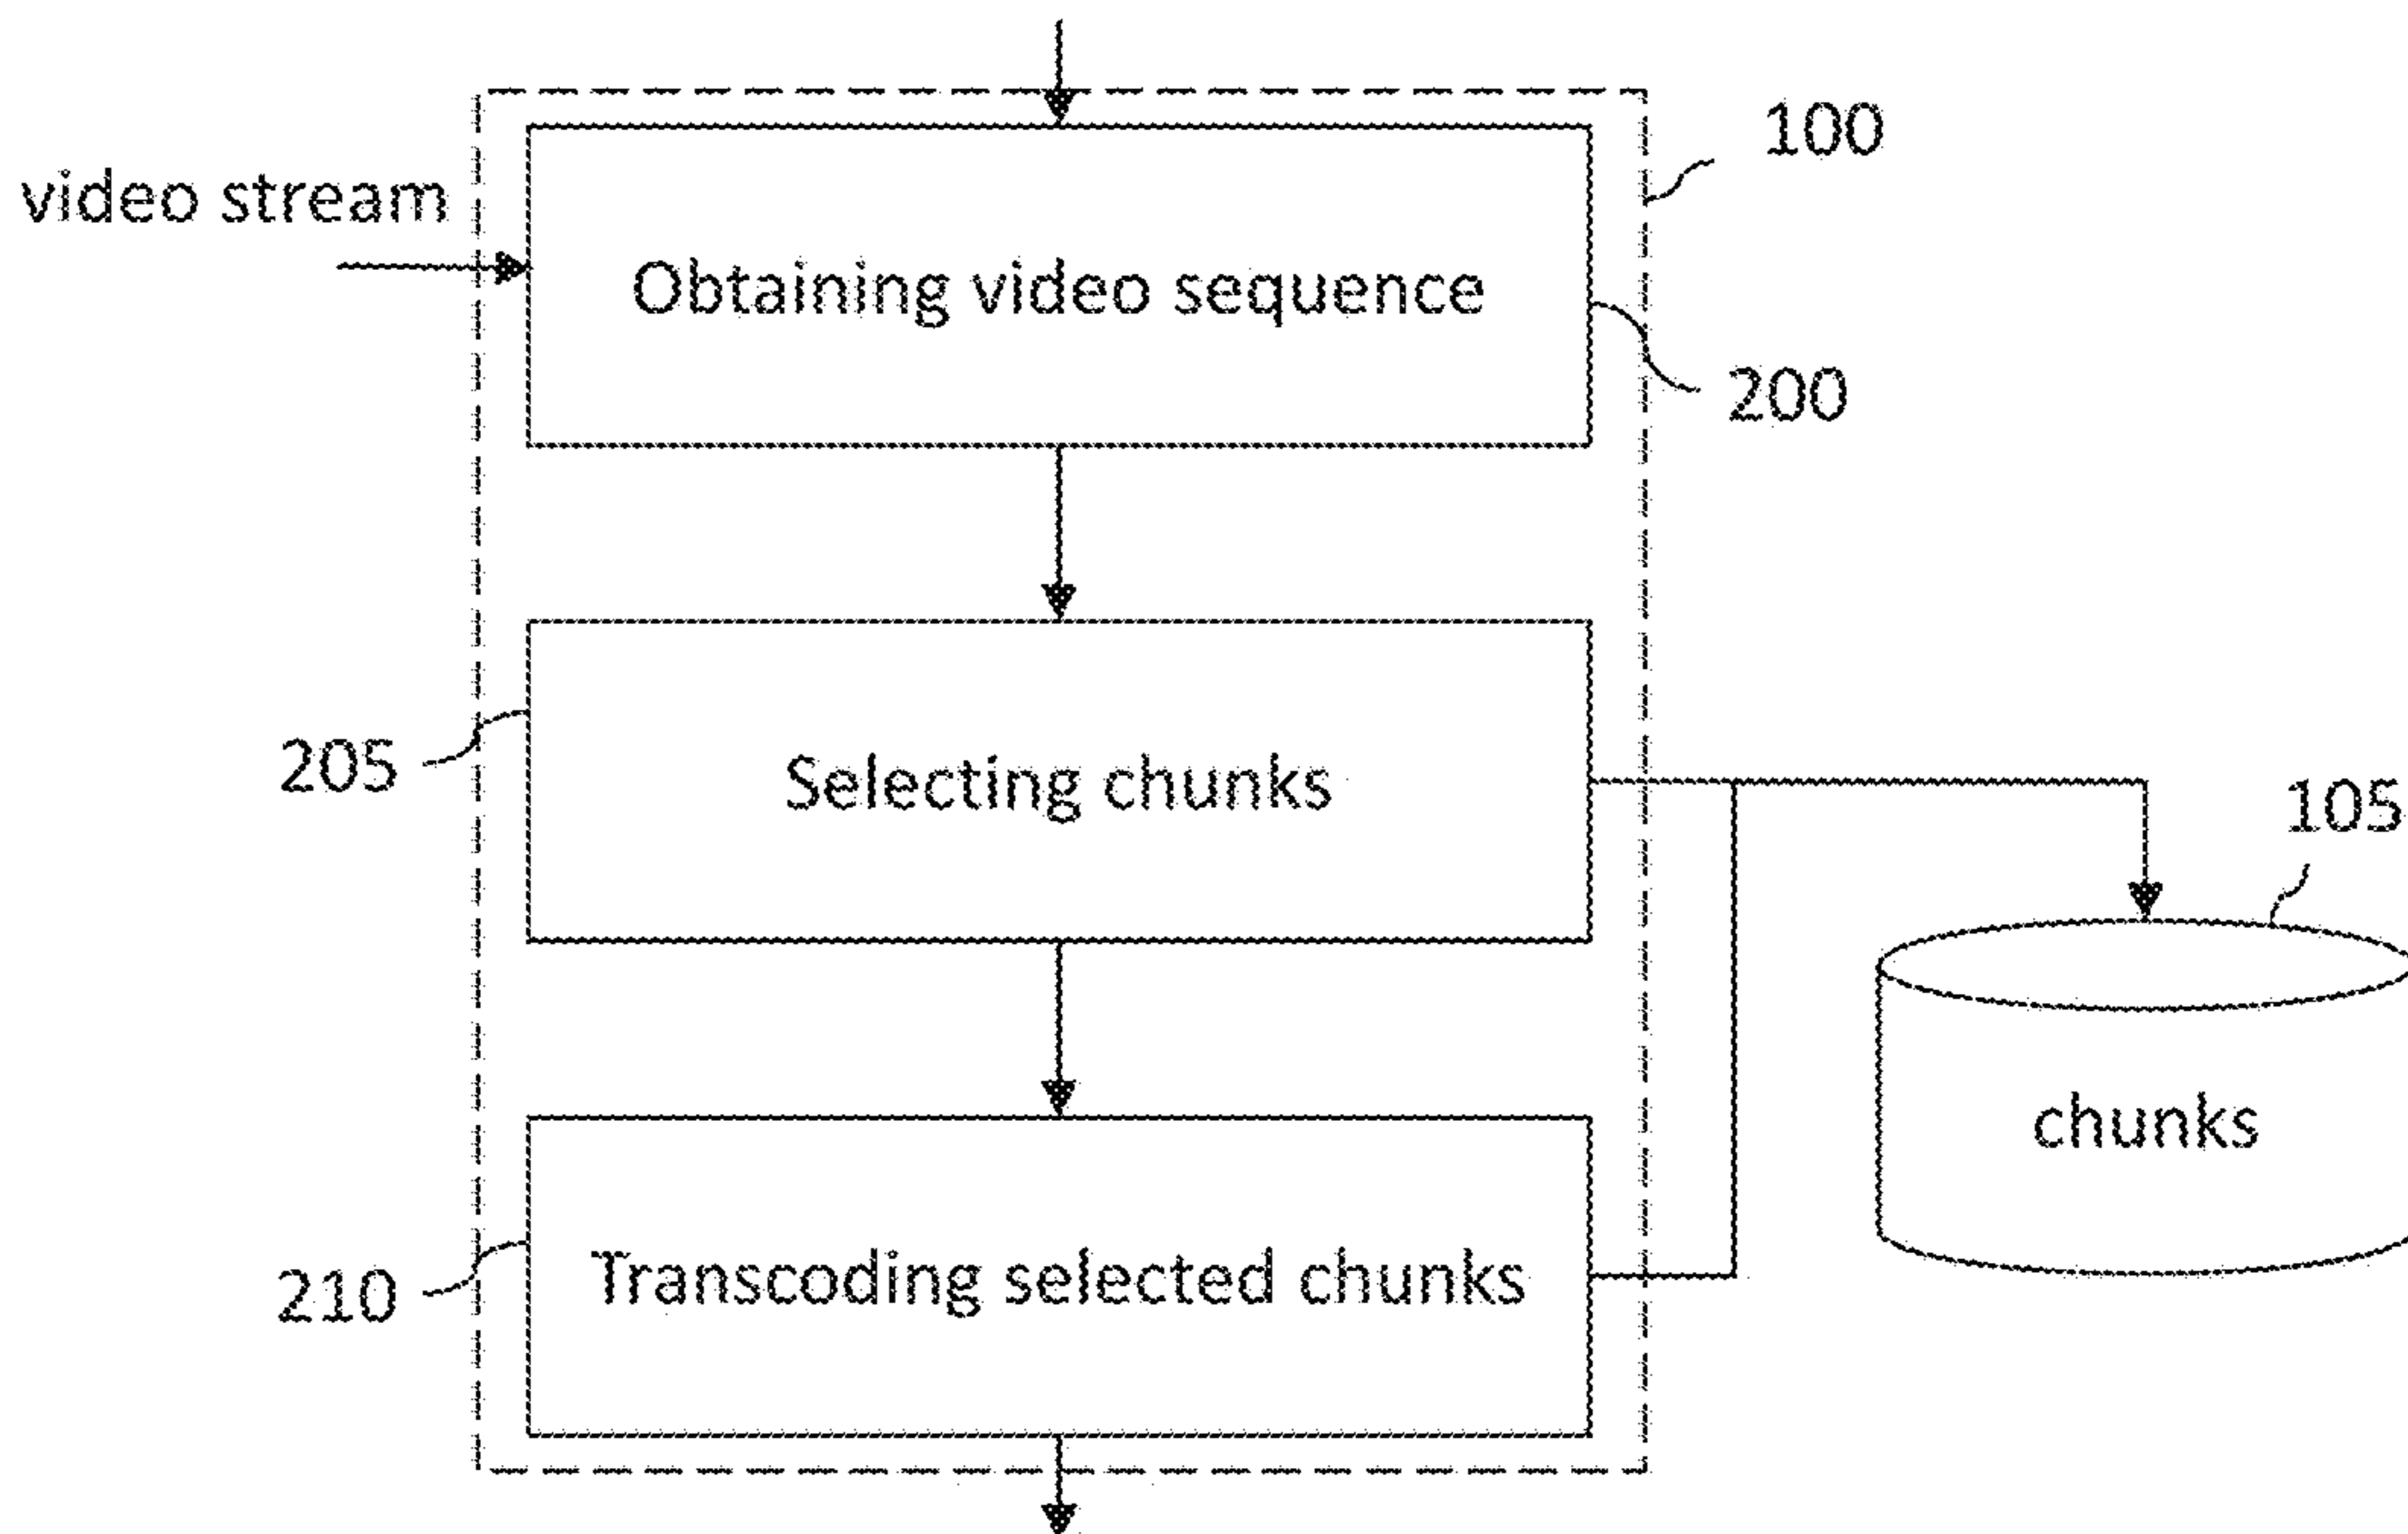 100
video stream
Obtaining video sequence
200
205
Selecting chunks
105
chunks
210
Transcoding selected chunks